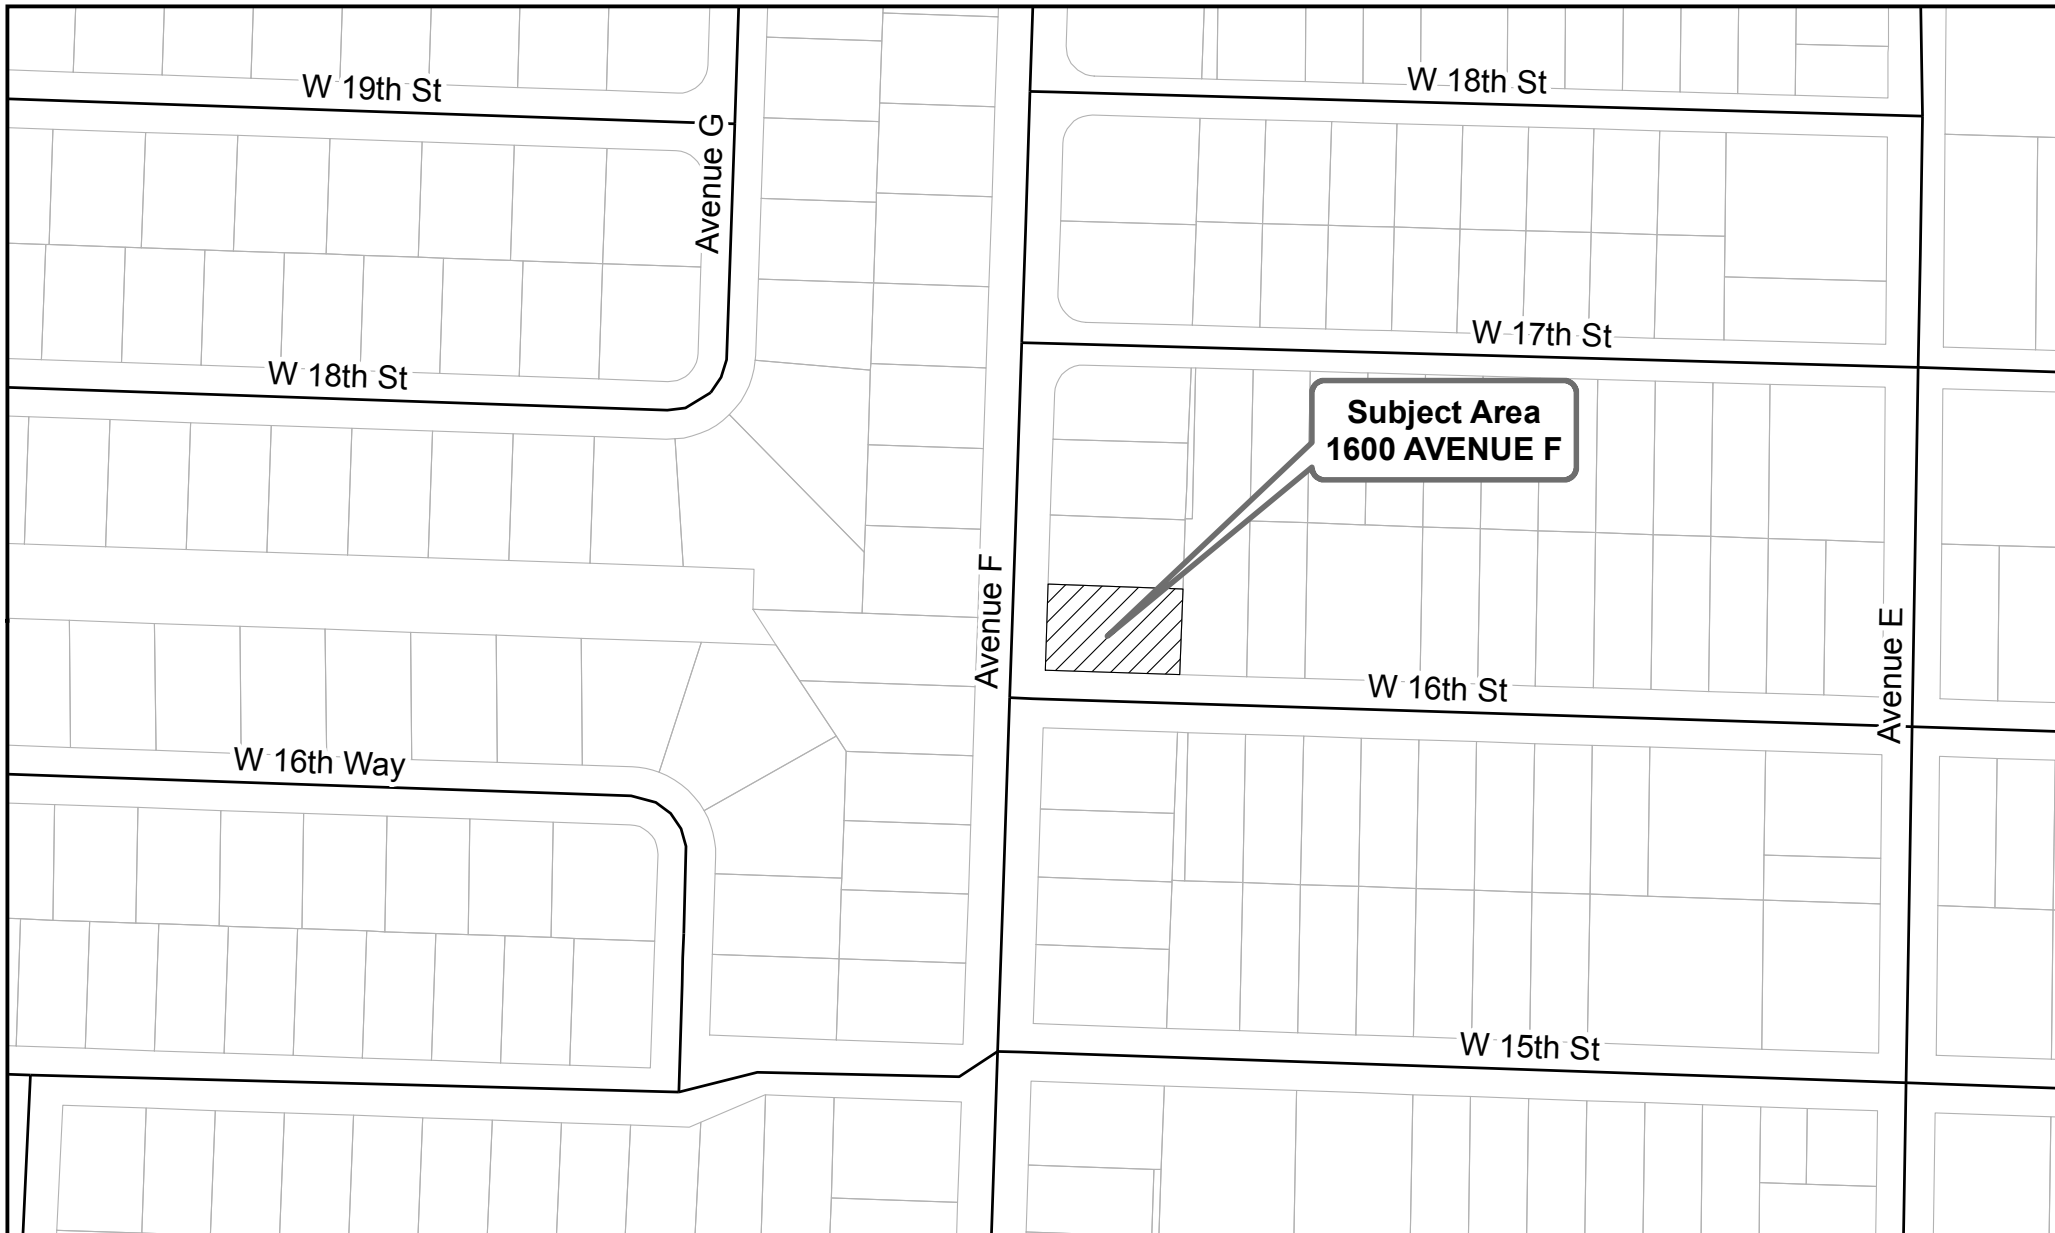 W 19th St
W 18th St
Avenue G
W 17th St
W 18th St
Subject Area
1600 AVENUE F
Avenue F
Avenue E
W 16th St
W 16th Way
W 15th St